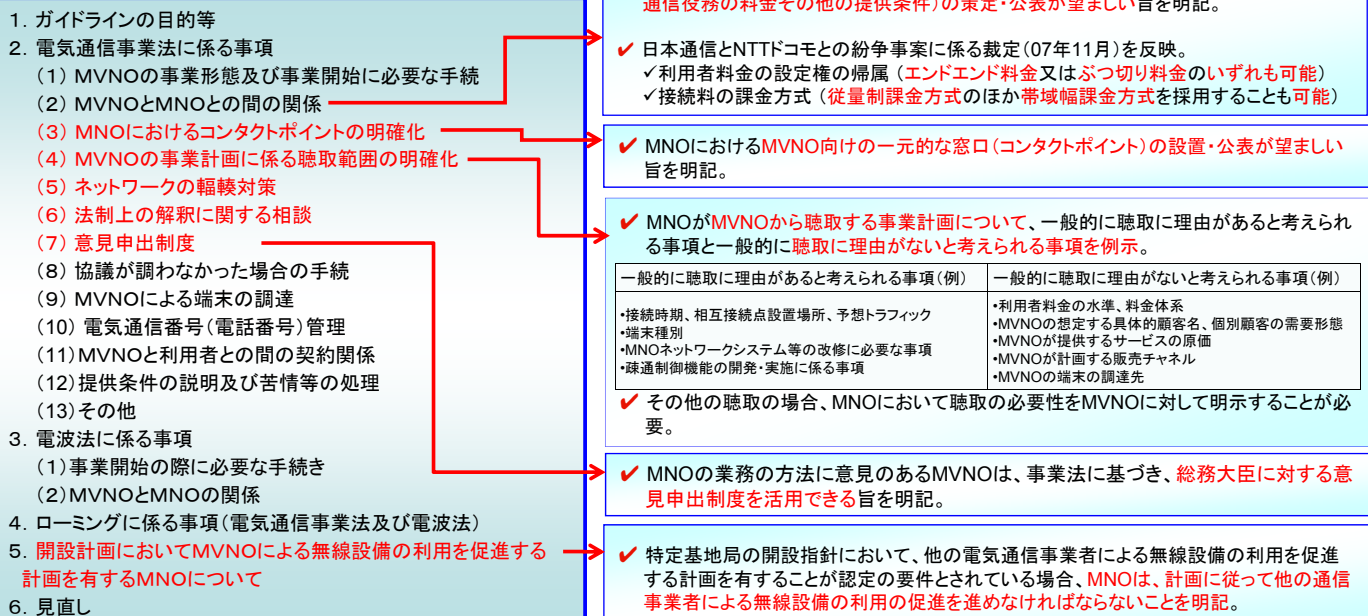 1. ガイドラインの目的等
2. 電気通信事業法に係る事項
(1) MVNOの事業形態及び事業開始に必要な手続
(2) MVNOとMNOとの間の関係
(3) MNOにおけるコンタクトポイントの明確化
(4) MVNOの事業計画に係る聴取範囲の明確化
(5) ネットワークの輻輳対策
(6) 法制上の解釈に関する相談
(7) 意見申出制度
(8) 協議が調わなかった場合の手続
(9) MVNOによる端末の調達
(10) 電気通信番号(電話番号)管理
(11)MVNOと利用者との間の契約関係
(12)提供条件の説明及び苦情等の処理
(13)その他
3. 電波法に係る事項
(1)事業開始の際に必要な手続き
(2)MVNOとMNOの関係
4. ローミングに係る事項(電気通信事業法及び電波法)
5. 開設計画においてMVNOによる無線設備の利用を促進する
計画を有するMNOについて
6. 見直し
通信役務の料金その他の提供条件)の策定・公表が望ましい旨を明記。
✔ 日本通信とNTTドコモとの紛争事案に係る裁定(07年11月)を反映。
✓利用者料金の設定権の帰属 (エンドエンド料金又はぶつ切り料金のいずれも可能)
✓接続料の課金方式 (従量制課金方式のほか帯域幅課金方式を採用することも可能)
✔ MNOにおけるMVNO向けの一元的な窓口(コンタクトポイント)の設置・公表が望ましい
旨を明記。
✔ MNOがMVNOから聴取する事業計画について、一般的に聴取に理由があると考えられ
る事項と一般的に聴取に理由がないと考えられる事項を例示。
一般的に聴取に理由があると考えられる事項(例)
•接続時期、相互接続点設置場所、予想トラフィック
•端末種別
•MNOネットワークシステム等の改修に必要な事項
•疎通制御機能の開発・実施に係る事項
一般的に聴取に理由がないと考えられる事項(例)
•利用者料金の水準、料金体系
•MVNOの想定する具体的顧客名、個別顧客の需要形態
•MVNOが提供するサービスの原価
•MVNOが計画する販売チャネル
•MVNOの端末の調達先
✔ その他の聴取の場合、MNOにおいて聴取の必要性をMVNOに対して明示することが必
要。
✔ MNOの業務の方法に意見のあるMVNOは、事業法に基づき、総務大臣に対する意
見申出制度を活用できる旨を明記。
✔ 特定基地局の開設指針において、他の電気通信事業者による無線設備の利用を促進
する計画を有することが認定の要件とされている場合、MNOは、計画に従って他の通信
事業者による無線設備の利用の促進を進めなければならないことを明記。